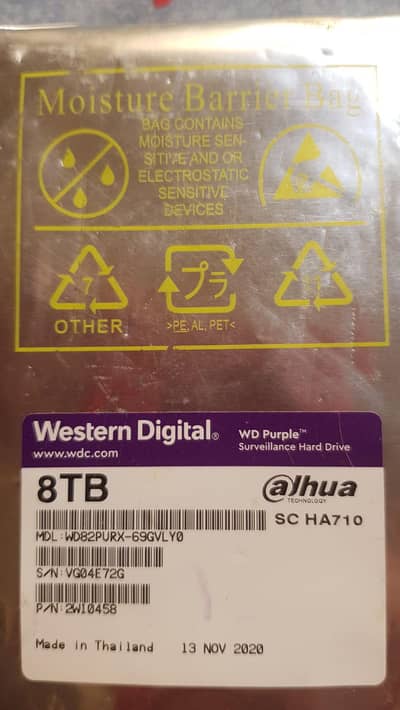 Moisture Barrier Bag
BAG CONTAINS
MOISTURE SEN-
SITIVE AND OR
ELECTROSTATIC
SENSITIVE
DEVICES
7
プラ
OTHER
>PE, AL, PET<
Western Digital®
WD Purple™
www.wdc.com
Surveillance Hard Drive
8TB
alhua
TECHNOLOGY
SC HA710
MDL:WD82PURX-69GVLY0
S/N:VG04E72G
P/N:2W10458
Made in Thailand 13 NOV 2020